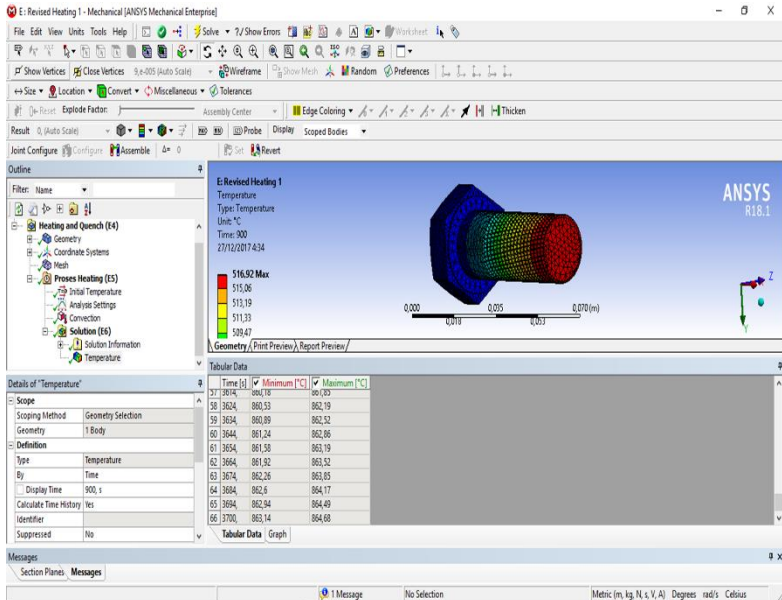 E : Revised Heating 1 - Mechanical [ANSYS Mechanical Enterprise]
File Edit View Units Tools Help Solve ?/ Show Errors Worksheet
Show Vertices Close Vertices 9,e-005 (Auto Scale) Wireframe Show Mesh Random Preferences
Size Location Convert Miscellaneous Tolerances
Reset Explode Factor: Assembly Center Edge Coloring Thicken
Result 0, (Auto Scale) Probe Display Scoped Bodies
Joint Configure Configure Assemble Δ= 0 Set Revert
Outline
Filter: Name
Heating and Quench (E4)
Geometry
Coordinate Systems
Mesh
Proses Heating (E5)
Initial Temperature
Analysis Settings
Convection
Solution (E6)
Solution Information
Temperature
E: Revised Heating 1
Temperature
Type: Temperature
Unit: °C
Time: 900
27/12/2017 4:34
516,92 Max
515,06
513,19
511,33
509,47
ANSYS
R18.1
0,000 0,035 0,070 (m)
0,018 0,053
Z
Y
Geometry Print Preview Report Preview
Details of "Temperature"
Scope
Scoping Method Geometry Selection
Geometry 1 Body
Definition
Type Temperature
By Time
Display Time 900, s
Calculate Time History Yes
Identifier
Suppressed No
Tabular Data
Time [s] Minimum [°C] Maximum [°C]
57 3614, 860,18 861,85
58 3624, 860,53 862,19
59 3634, 860,89 862,52
60 3644, 861,24 862,86
61 3654, 861,58 863,19
62 3664, 861,92 863,52
63 3674, 862,26 863,85
64 3684, 862,6 864,17
65 3694, 862,94 864,49
66 3700, 863,14 864,68
Tabular Data Graph
Messages
Section Planes Messages
1 Message No Selection Metric (m, kg, N, s, V, A) Degrees rad/s Celsius